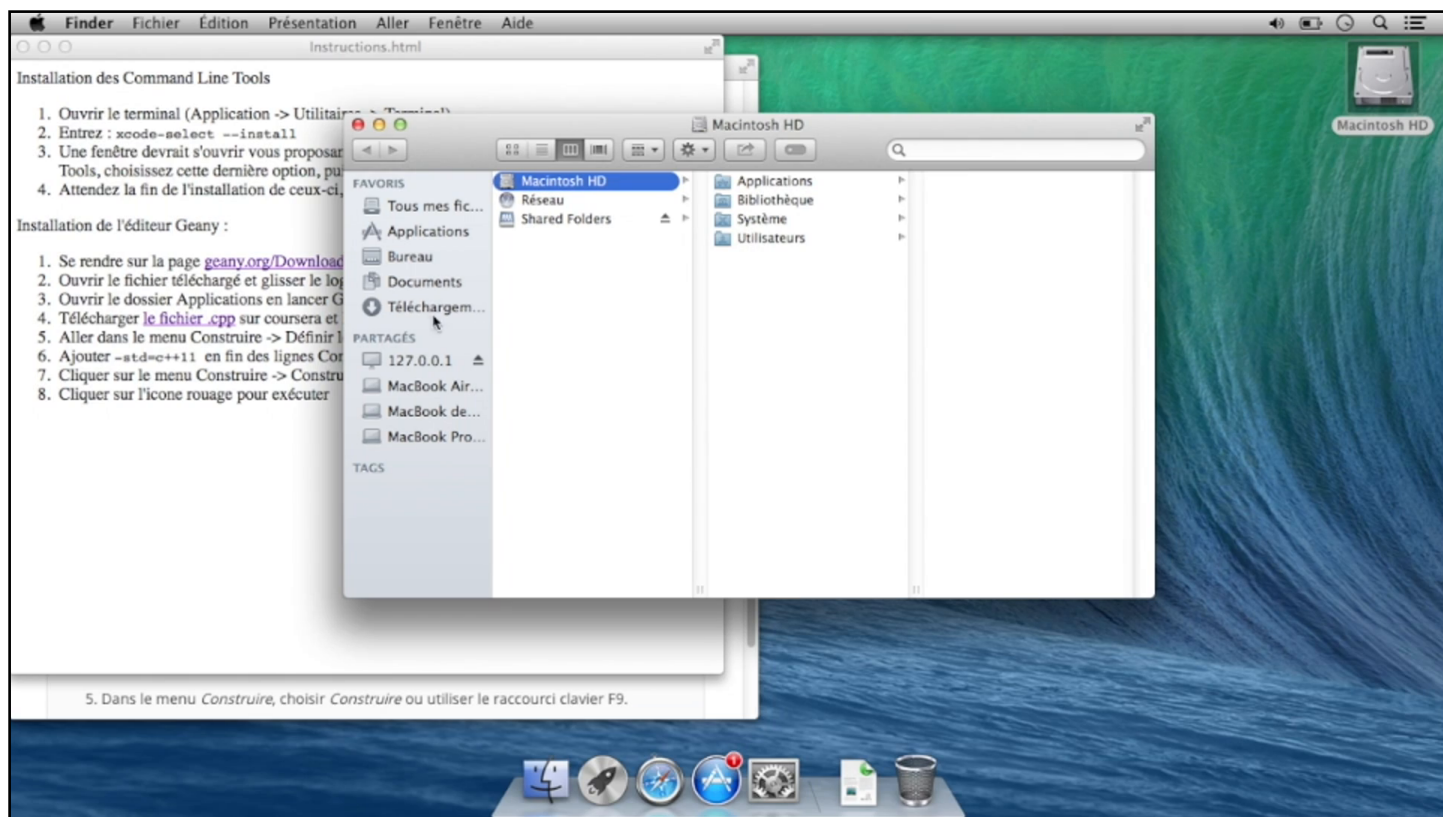 Finder Fichier Édition Présentation Aller Fenêtre Aide
Instructions.html
Installation des Command Line Tools
1. Ouvrir le terminal (Application -> Utilitaires -> Terminal)
2. Entrez : xcode-select --install
3. Une fenêtre devrait s'ouvrir vous proposan
Tools, choisissez cette dernière option, pui
4. Attendez la fin de l'installation de ceux-ci,
Installation de l'éditeur Geany :
1. Se rendre sur la page geany.org/Download
2. Ouvrir le fichier téléchargé et glisser le log
3. Ouvrir le dossier Applications en lancer G
4. Télécharger le fichier .cpp sur coursera et
5. Aller dans le menu Construire -> Définir l
6. Ajouter -std=c++11 en fin des lignes Con
7. Cliquer sur le menu Construire -> Constru
8. Cliquer sur l'icone rouage pour exécuter
Macintosh HD
FAVORIS
Tous mes fic...
Applications
Bureau
Documents
Téléchargem...
PARTAGÉS
127.0.0.1
MacBook Air...
MacBook de...
MacBook Pro...
TAGS
Macintosh HD
Réseau
Shared Folders
Applications
Bibliothèque
Système
Utilisateurs
Macintosh HD
5. Dans le menu Construire, choisir Construire ou utiliser le raccourci clavier F9.
1